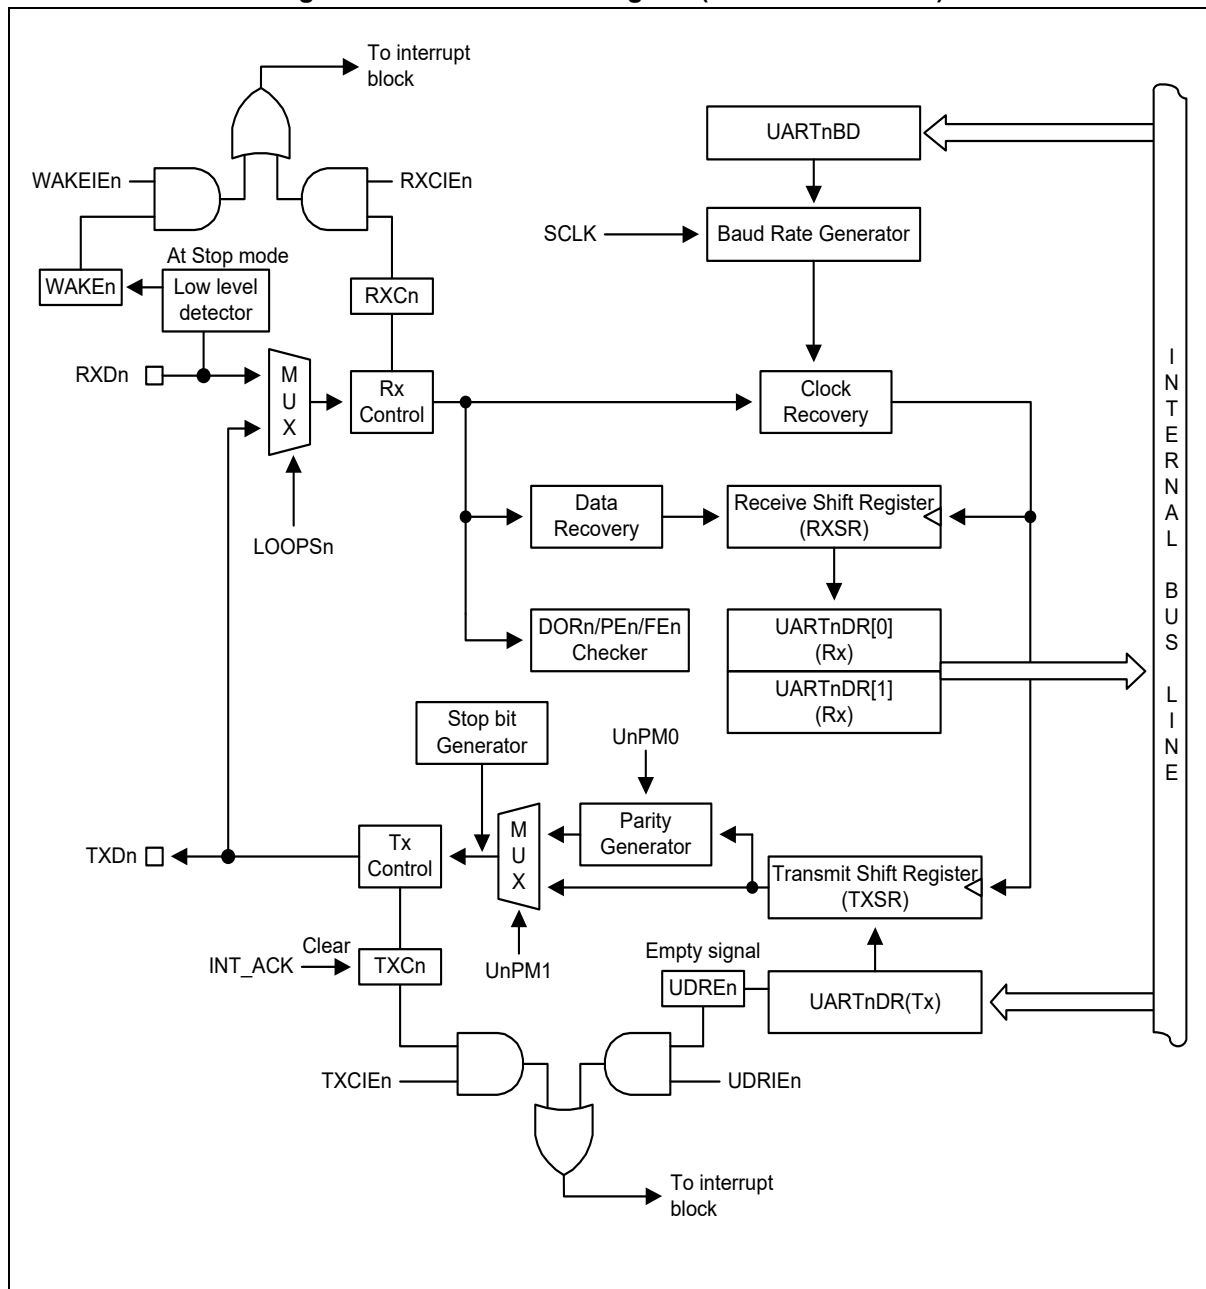 To interrupt
block
UARTnBD
WAKEIEn
RXCIEn
SCLK
Baud Rate Generator
At Stop mode
WAKEn
Low level
detector
RXCn
RXDn
M
U
X
Rx
Control
Clock
Recovery
LOOPSn
Data
Recovery
Receive Shift Register
(RXSR)
DORn/PEn/FEn
Checker
UARTnDR[0]
(Rx)
UARTnDR[1]
(Rx)
INTERNAL BUS LINE
Stop bit
Generator
UnPM0
TXDn
Tx
Control
M
U
X
Parity
Generator
Transmit Shift Register
(TXSR)
INT_ACK
Clear
TXCn
UnPM1
Empty signal
UDREn
UARTnDR(Tx)
TXCIEn
UDRIEn
To interrupt
block